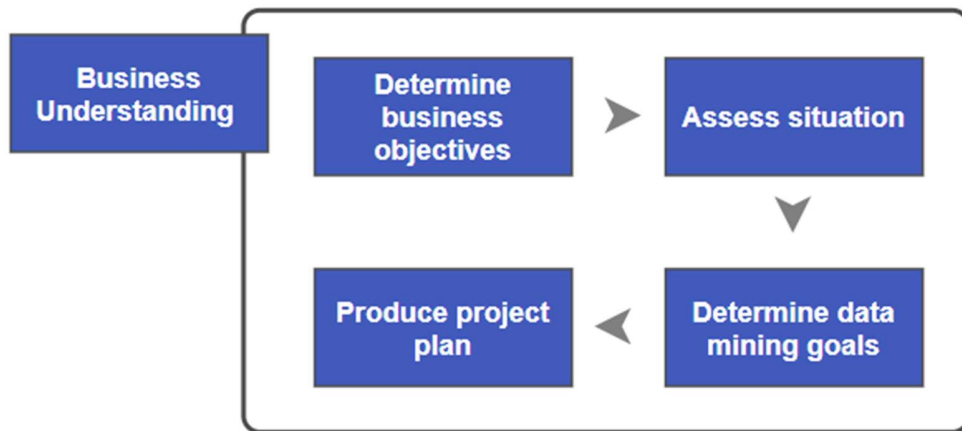 Business
Understanding
Determine
business
objectives
Assess situation
Determine data
mining goals
Produce project
plan